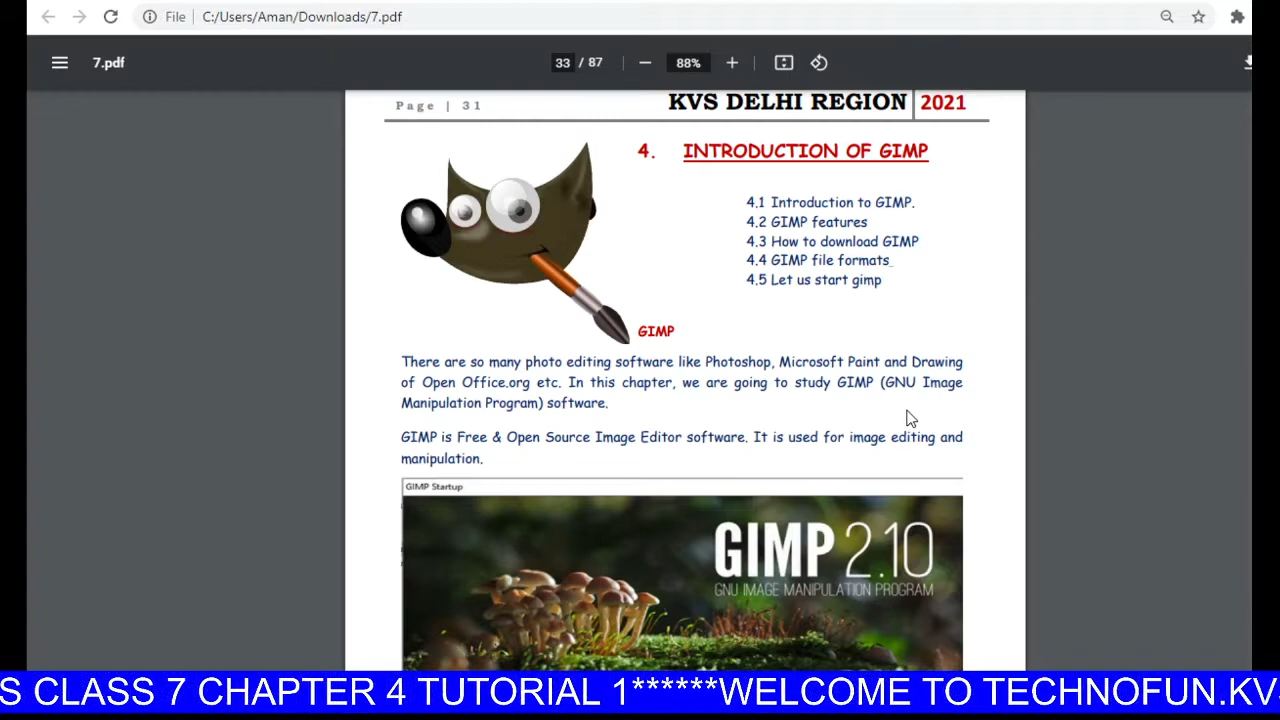 File C:/Users/Aman/Downloads/7.pdf
7.pdf 33 / 87 88%
Page | 31 KVS DELHI REGION 2021
4. INTRODUCTION OF GIMP
4.1 Introduction to GIMP.
4.2 GIMP features
4.3 How to download GIMP
4.4 GIMP file formats
4.5 Let us start gimp
GIMP
There are so many photo editing software like Photoshop, Microsoft Paint and Drawing
of Open Office.org etc. In this chapter, we are going to study GIMP (GNU Image
Manipulation Program) software.
GIMP is Free & Open Source Image Editor software. It is used for image editing and
manipulation.
GIMP Startup
GIMP 2.10
GNU IMAGE MANIPULATION PROGRAM
S CLASS 7 CHAPTER 4 TUTORIAL 1******WELCOME TO TECHNOFUN.KV